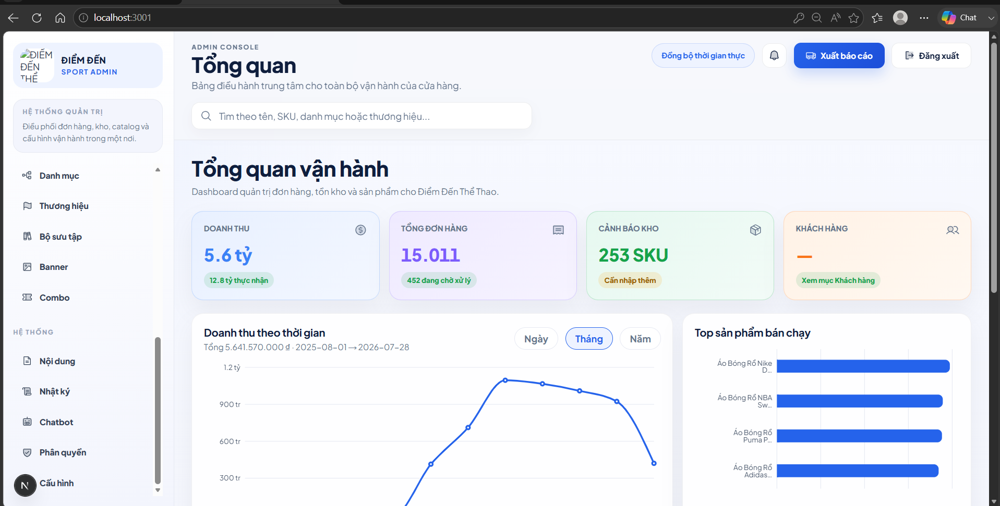 localhost:3001
Chat
ĐIỂM
ĐẾN
THỂ
ĐIỂM ĐẾN
SPORT ADMIN
HỆ THỐNG QUẢN TRỊ
Điều phối đơn hàng, kho, catalog và
cấu hình vận hành trong một nơi.
Danh mục
Thương hiệu
Bộ sưu tập
Banner
Combo
HỆ THỐNG
Nội dung
Nhật ký
Chatbot
Phân quyền
N
Cấu hình
ADMIN CONSOLE
Tổng quan
Bảng điều hành trung tâm cho toàn bộ vận hành của cửa hàng.
Đồng bộ thời gian thực
Xuất báo cáo
Đăng xuất
Tìm theo tên, SKU, danh mục hoặc thương hiệu...
Tổng quan vận hành
Dashboard quản trị đơn hàng, tồn kho và sản phẩm cho Điểm Đến Thể Thao.
DOANH THU
5.6 tỷ
12.8 tỷ thực nhận
TỔNG ĐƠN HÀNG
15.011
452 đang chờ xử lý
CẢNH BÁO KHO
253 SKU
Cần nhập thêm
KHÁCH HÀNG
—
Xem mục Khách hàng
Doanh thu theo thời gian
Tổng 5.641.570.000 ₫ · 2025-08-01 → 2026-07-28
Ngày
Tháng
Năm
1.2 tỷ
900 tr
600 tr
300 tr
Top sản phẩm bán chạy
Áo Bóng Rổ Nike
D...
Áo Bóng Rổ NBA
Sw...
Áo Bóng Rổ
Puma P...
Áo Bóng Rổ
Adidas...